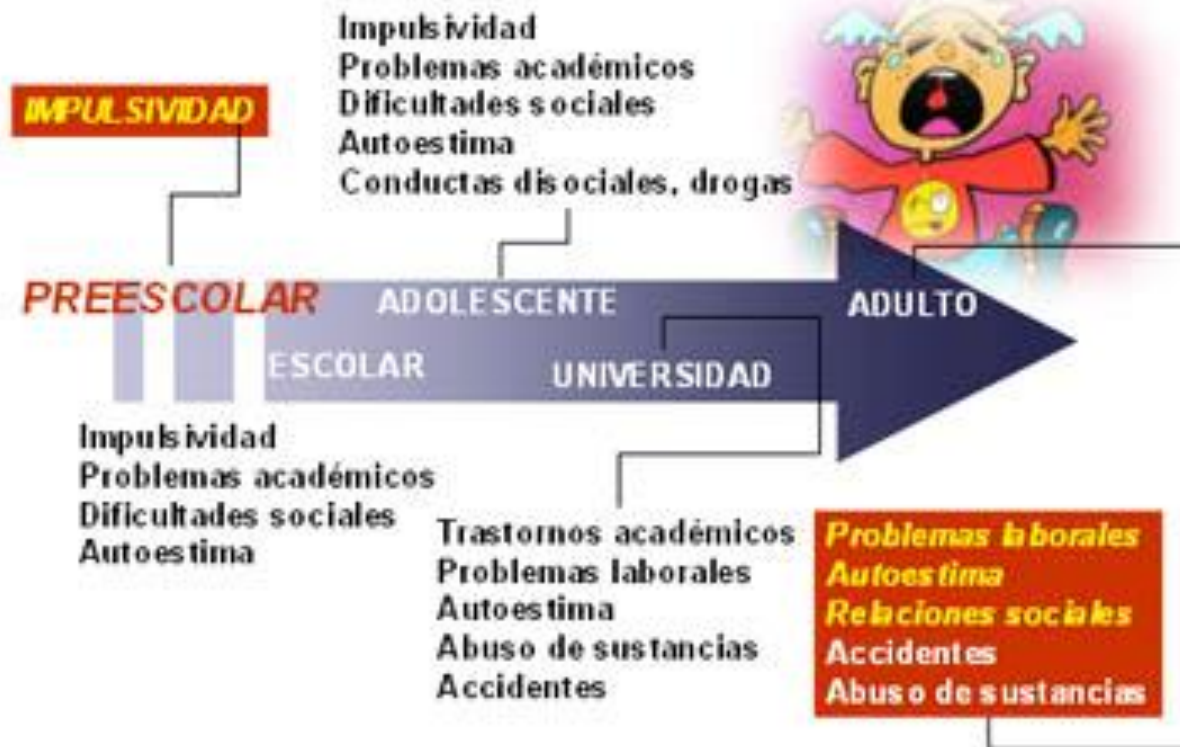 IMPULSIVIDAD
Impulsividad
Problemas académicos
Dificultades sociales
Autoestima
Conductas disociales, drogas
PREESCOLAR
ADOLESCENTE
ADULTO
ESCOLAR
UNIVERSIDAD
Impulsividad
Problemas académicos
Dificultades sociales
Autoestima
Trastornos académicos
Problemas laborales
Autoestima
Abuso de sustancias
Accidentes
Problemas laborales
Autoestima
Relaciones sociales
Accidentes
Abuso de sustancias